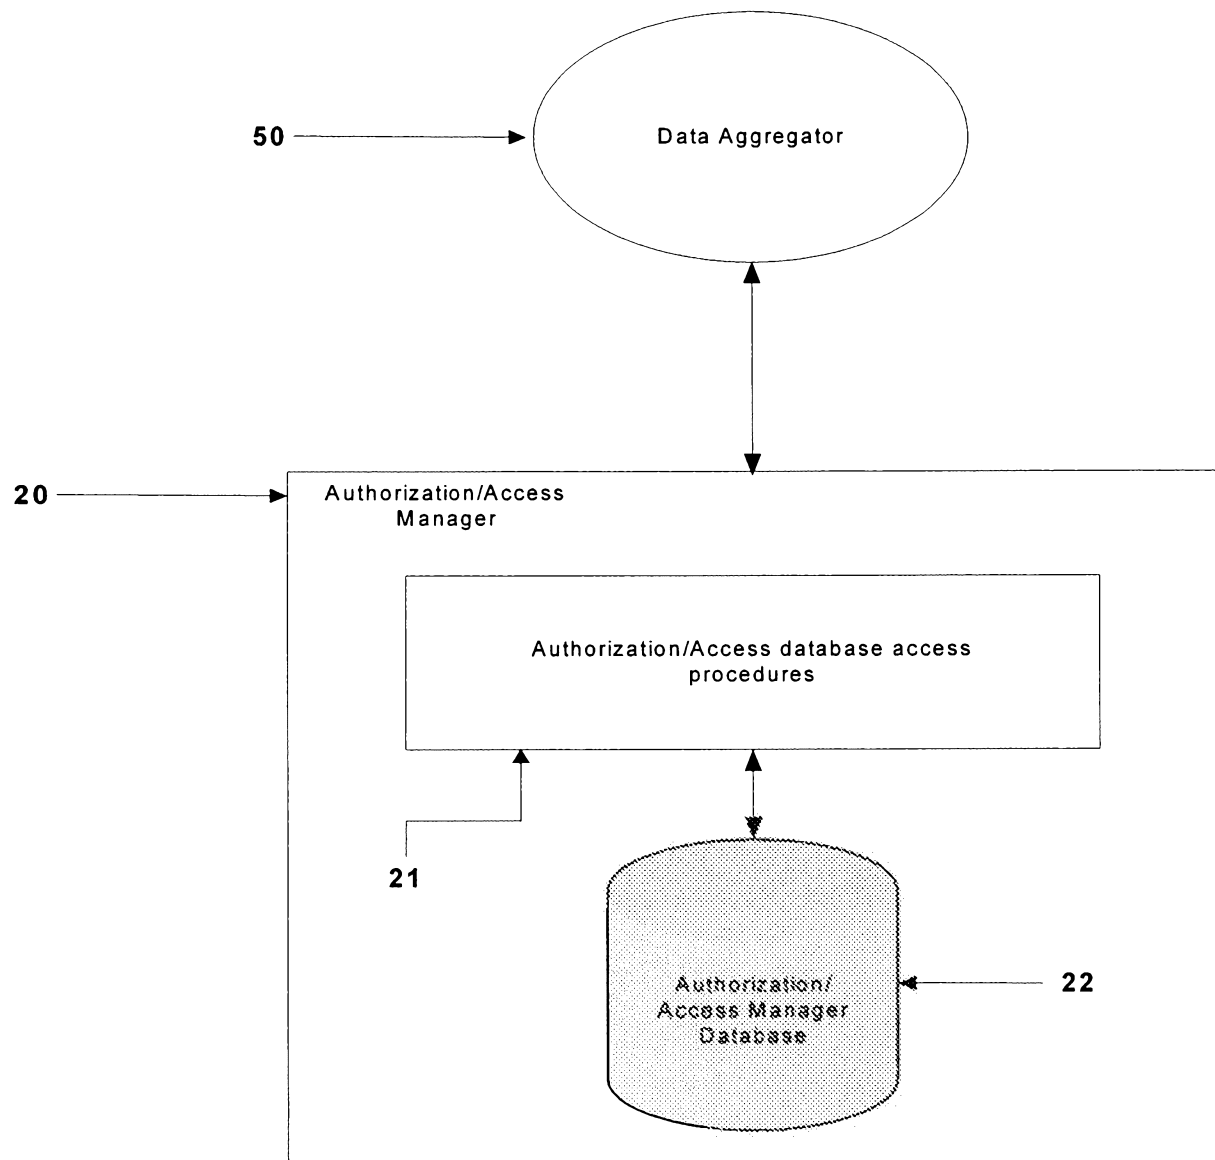 50
Data Aggregator
20
Authorization/Access
Manager
Authorization/Access database access
procedures
21
Authorization/
Access Manager
Database
22